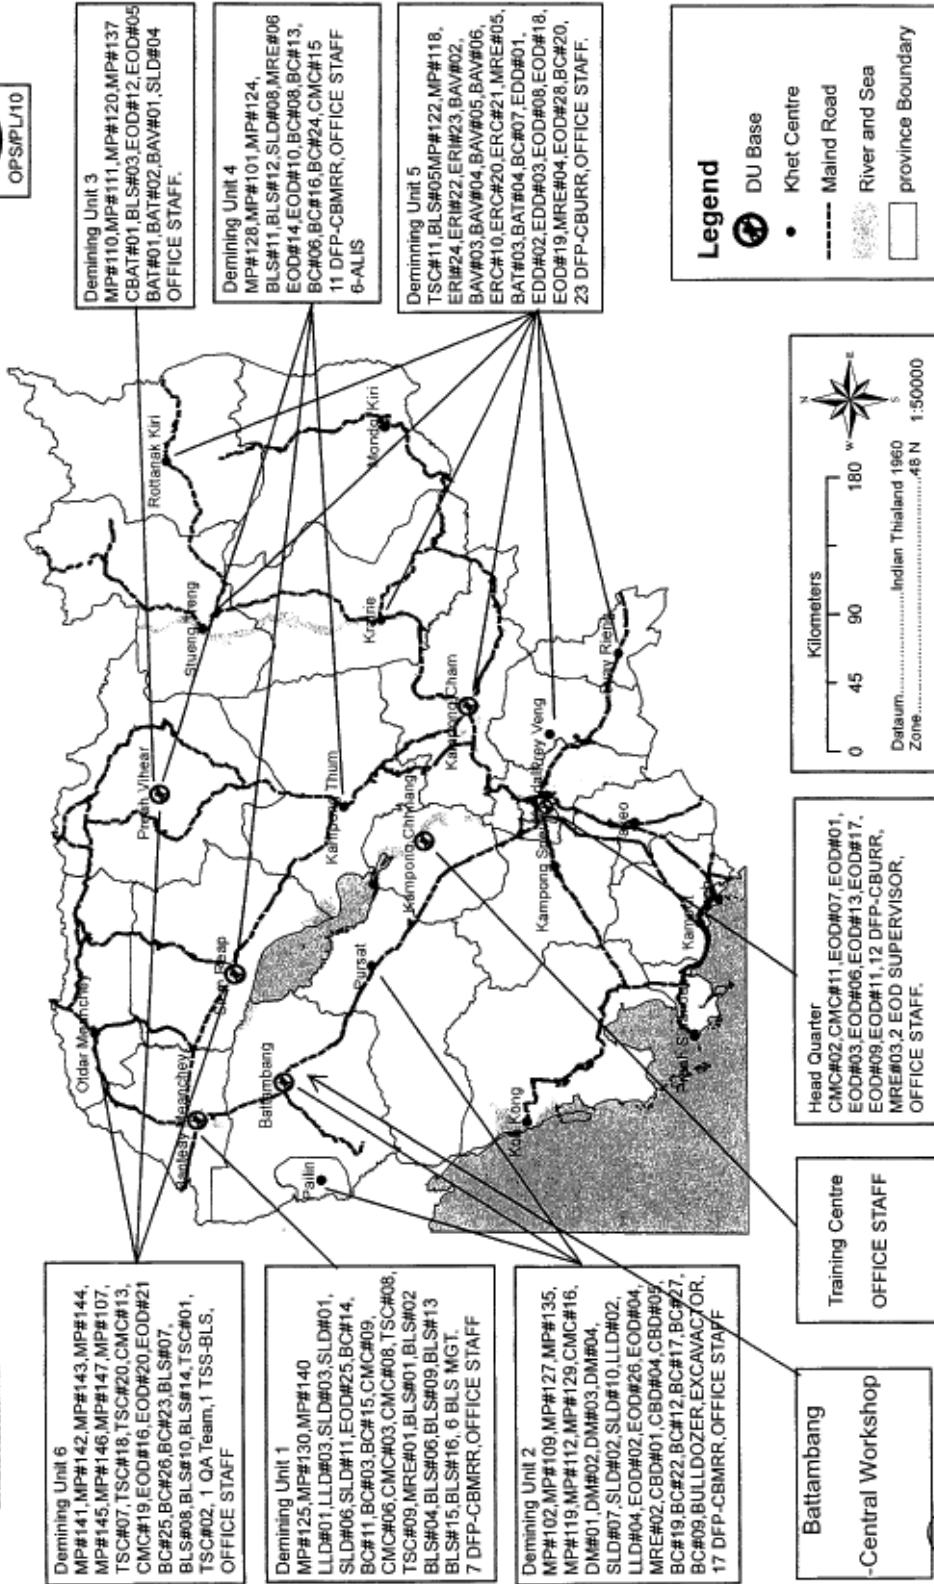 OPS/PL/10
Demining Unit 3
MP#110,MP#111,MP#120,MP#137
CBAT#01,BLS#03,EOD#12,EOD#05
BAT#01,BAT#02,BAV#01,SLD#04
OFFICE STAFF.
Demining Unit 4
MP#128,MP#101,MP#124,
BLS#11,BLS#12,SLD#08,MRE#06
EOD#14,EOD#10,BC#08,BC#13,
BC#06,BC#16,BC#24,CMC#15
11 DFP-CBMRR,OFFICE STAFF
6-ALIS
Deminning Unit 5
TSC#11,BLS#05MP#122,MP#118,
ERI#24,ERI#22,ERI#23,BAV#02,
BAV#03,BAV#04,BAV#05,BAV#06,
ERC#10,ERC#20,ERC#21,MRE#05,
BAT#03,BAT#04,BC#07,EDD#01,
EDD#02,EDD#03,EOD#08,EOD#18,
EOD#19,MRE#04,EOD#28,BC#20,
23 DFP-CBURR,OFFICE STAFF.
Legend
DU Base
Khet Centre
Maind Road
River and Sea
province Boundary
Rottanak Kiri
Mondol Kiri
Stueng Treng
Kratie
Preah Vihear
Kampong Thum
Kampong Cham
Kampong Chhnang
Prey Veng
Svay Rieng
Otdar Meanchey
Siem Reap
Banteay Meanchey
Battambang
Pailin
Pursat
Kampong Speu
Takeo
Kampot
Preah Sihanouk
Koh Kong
Kilometers
0 45 90 180
N
E
S
W
1:50000
Dataum..............Indian Thialand 1960
Zone.................................48 N
Demining Unit 6
MP#141,MP#142,MP#143,MP#144,
MP#145,MP#146,MP#147,MP#107,
TSC#07,TSC#18,TSC#20,CMC#13,
CMC#19,EOD#16,EOD#20,EOD#21
BC#25,BC#26,BC#23,BLS#07,
BLS#08,BLS#10,BLS#14,TSC#01,
TSC#02, 1 QA Team,1 TSS-BLS,
OFFICE STAFF
Demining Unit 1
MP#125,MP#130,MP#140
LLD#01,LLD#03,SLD#03,SLD#01,
SLD#06,SLD#11,EOD#25,BC#14,
BC#11,BC#03,BC#15,CMC#09,
CMC#06,CMC#03,CMC#08,TSC#08,
TSC#09,MRE#01,BLS#01,BLS#02
BLS#04,BLS#06,BLS#09,BLS#13
BLS#15,BLS#16, 6 BLS MGT.
7 DFP-CBMRR,OFFICE STAFF
Demining Unit 2
MP#102,MP#109,MP#127,MP#135,
MP#119,MP#112,MP#129,CMC#16,
DM#01,DM#02,DM#03,DM#04,
SLD#07,SLD#02,SLD#10,LLD#02,
LLD#04,EOD#02,EOD#26,EOD#04,
MRE#02,CBD#01,CBD#04,CBD#05,
BC#19,BC#22,BC#12,BC#17,BC#27,
BC#09,BULLDOZER,EXCAVACTOR,
17 DFP-CBMRR,OFFICE STAFF
Battambang
-Central Workshop
Training Centre
OFFICE STAFF
Head Quarter
CMC#02,CMC#11,EOD#07,EOD#01,
EOD#03,EOD#06,EOD#13,EOD#17,
EOD#09,EOD#11,12 DFP-CBURR,
MRE#03,2 EOD SUPERVISOR,
OFFICE STAFF.